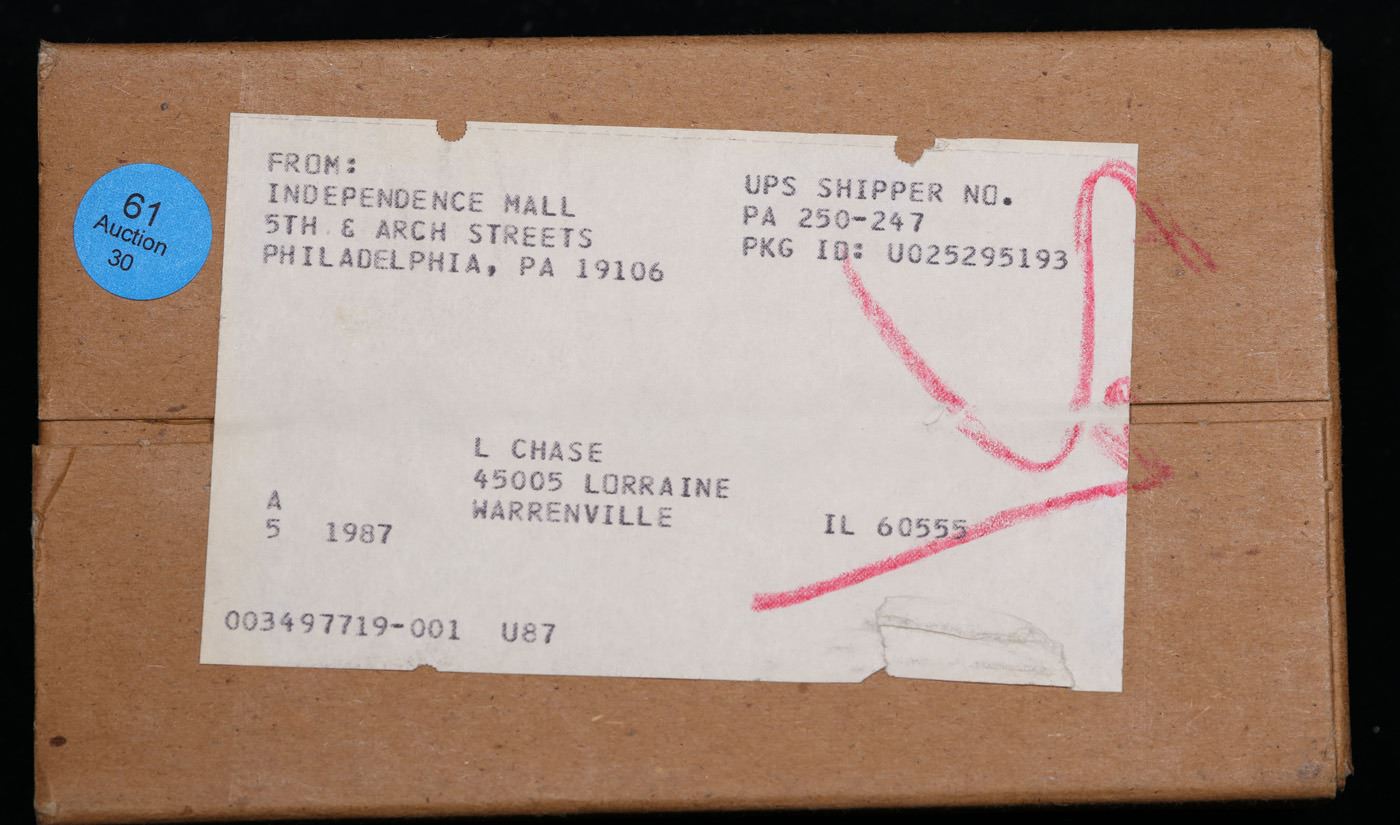 61
Auction
30
FROM:
INDEPENDENCE MALL
5TH & ARCH STREETS
PHILADELPHIA, PA 19106
UPS SHIPPER NO.
PA 250-247
PKG ID: U025295193
L CHASE
45005 LORRAINE
WARRENVILLE IL 60555
A
5 1987
003497719-001 U87